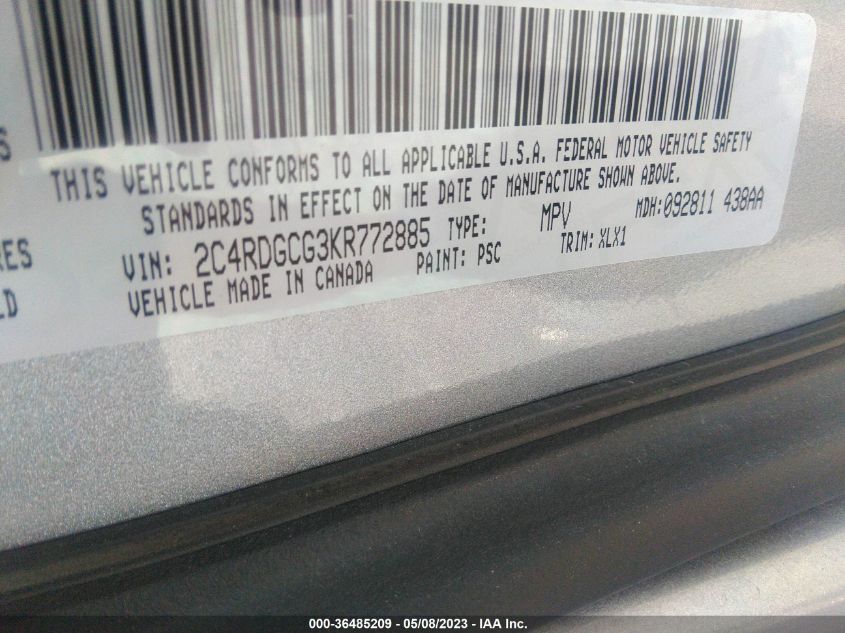 S
THIS VEHICLE CONFORMS TO ALL APPLICABLE U.S.A. FEDERAL MOTOR VEHICLE SAFETY
STANDARDS IN EFFECT ON THE DATE OF MANUFACTURE SHOWN ABOVE.
RES VIN: 2C4RDGCG3KR772885 TYPE: MPV MDH:092811 438AA
LD VEHICLE MADE IN CANADA PAINT: PSC TRIM: XLX1
000-36485209 - 05/08/2023 - IAA Inc.